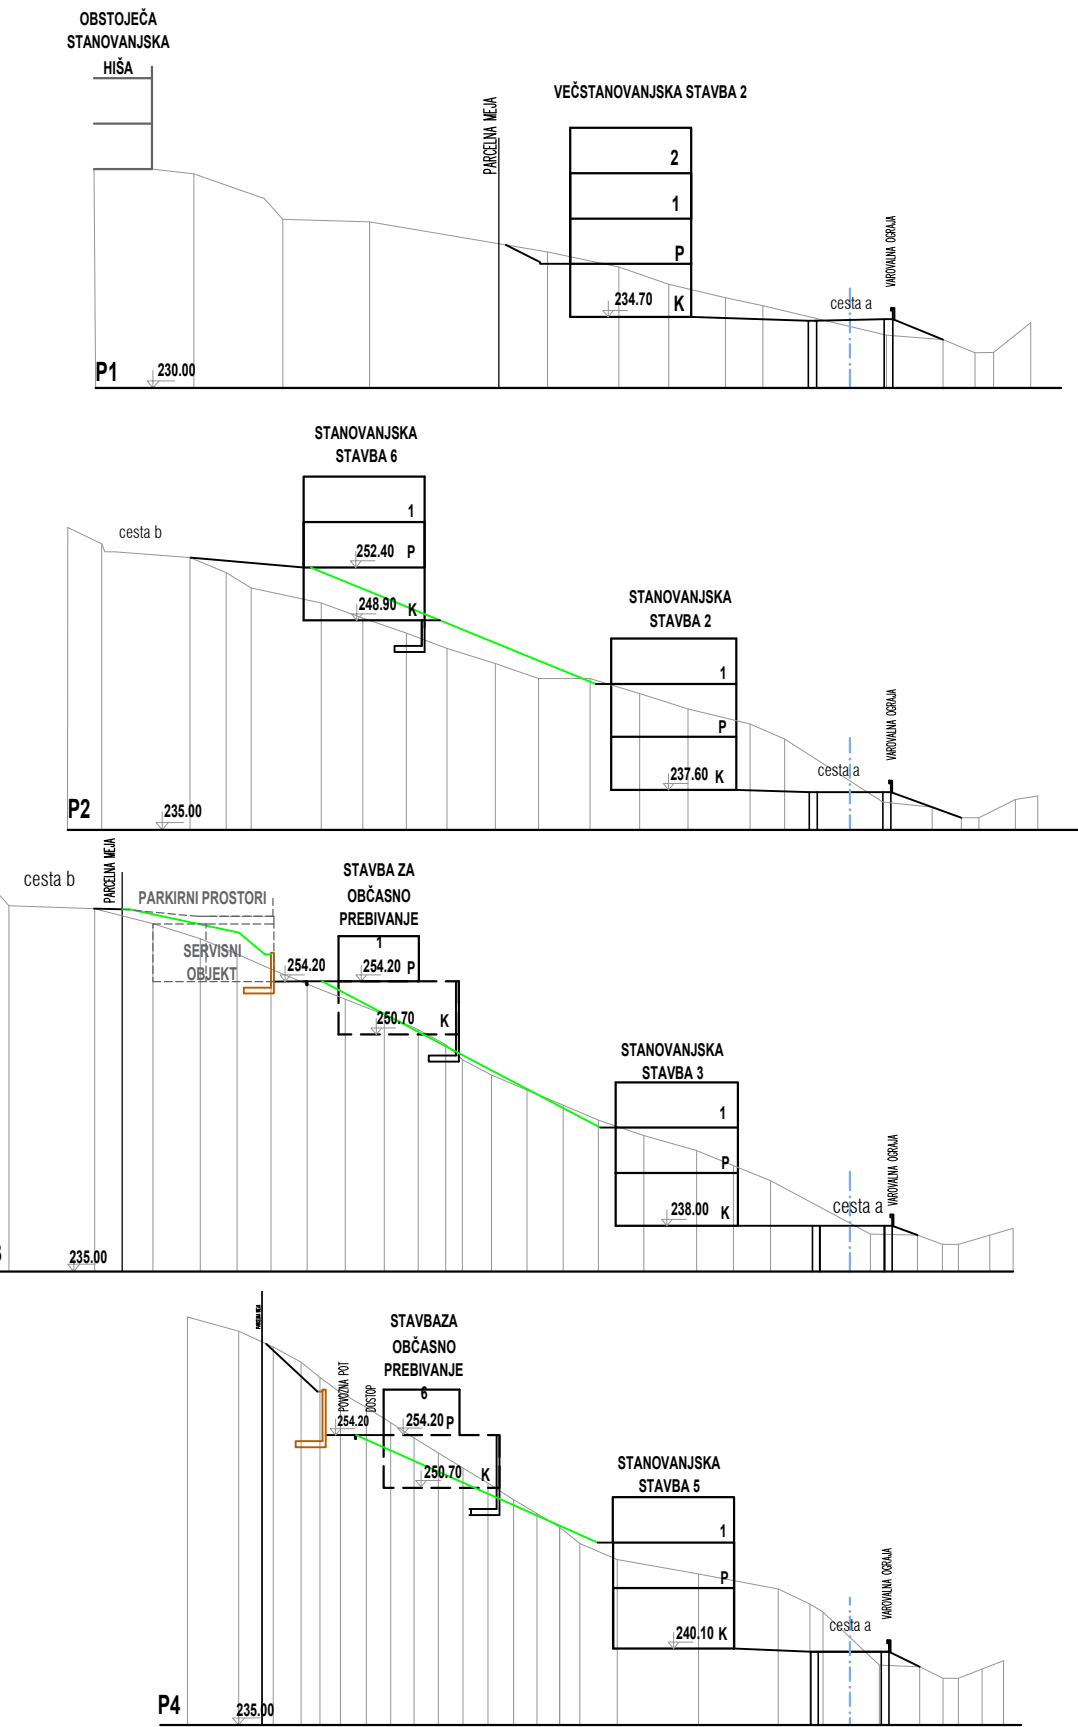 OBSTOJEČA
STANOVANJSKA
HIŠA
PARCELNA MEJA
VEČSTANOVANJSKA STAVBA 2
2
1
P
234.70 K
cesta a
VAROVALNA OGRAJA
P1
230.00
STANOVANJSKA
STAVBA 6
cesta b
1
252.40 P
248.90 K
STANOVANJSKA
STAVBA 2
1
P
237.60 K
cesta a
VAROVALNA OGRAJA
P2
235.00
cesta b
PARCELNA MEJA
PARKIRNI PROSTORI
SERVISNI
OBJEKT
254.20
STAVBA ZA
OBČASNO
PREBIVANJE
1
254.20 P
250.70 K
STANOVANJSKA
STAVBA 3
1
P
238.00 K
cesta a
VAROVALNA OGRAJA
235.00
POVOZNA POT
DOSTOP
254.20
STAVBAZA
OBČASNO
PREBIVANJE
6
254.20 P
250.70 K
STANOVANJSKA
STAVBA 5
1
P
240.10 K
cesta a
VAROVALNA OGRAJA
P4
235.00